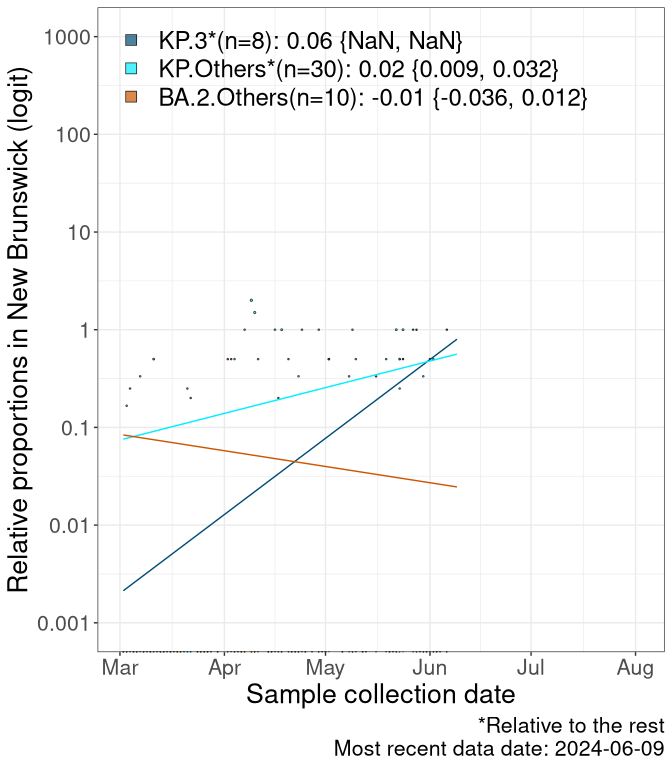 KP.3*(n=8): 0.06 {NaN, NaN}
KP.Others*(n=30): 0.02 {0.009, 0.032}
BA.2.Others(n=10): -0.01 {-0.036, 0.012}
Relative proportions in New Brunswick (logit)
1000
100
10
1
0.1
0.01
0.001
Mar Apr May Jun Jul Aug
Sample collection date
*Relative to the rest
Most recent data date: 2024-06-09